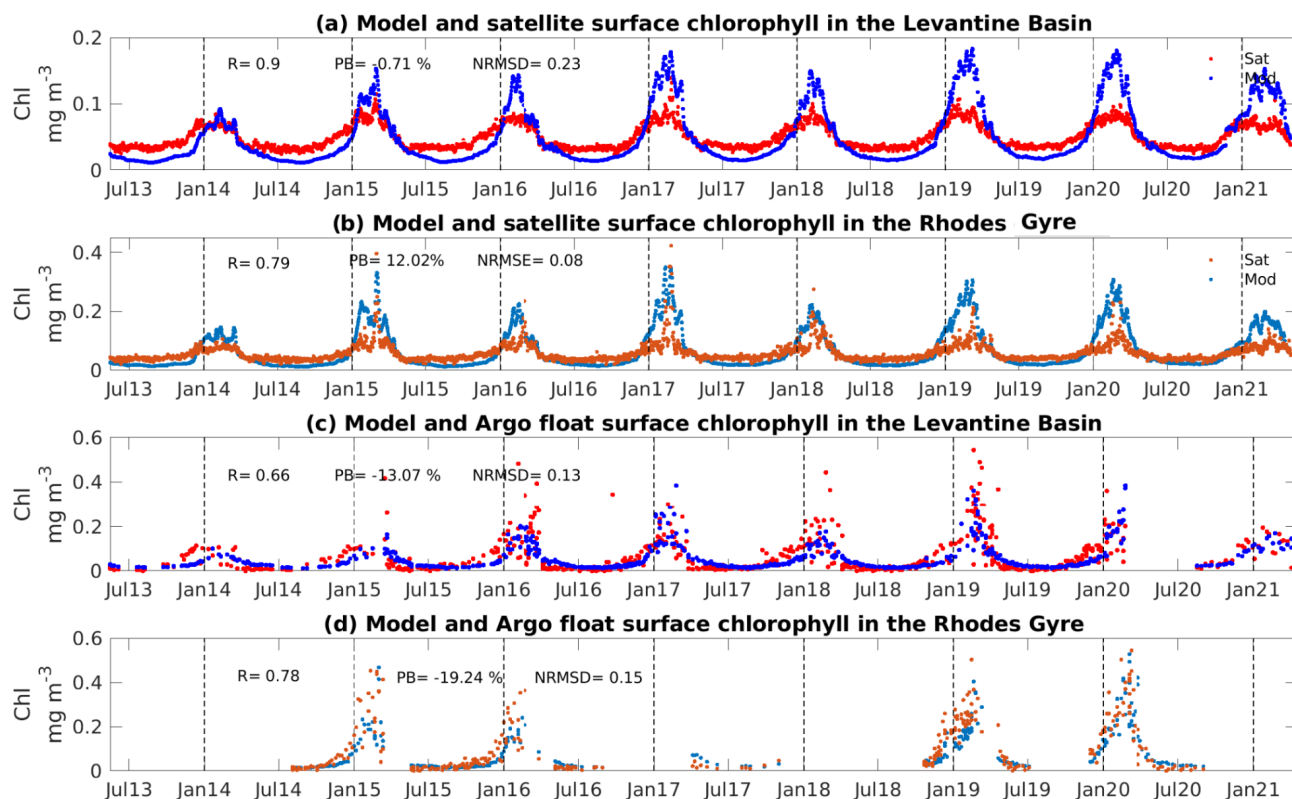 (a) Model and satellite surface chlorophyll in the Levantine Basin
0.2
0.1
0
Chl
mg m-3
R= 0.9 PB= -0.71 % NRMSD= 0.23
Sat
Mod
Jul13 Jan14 Jul14 Jan15 Jul15 Jan16 Jul16 Jan17 Jul17 Jan18 Jul18 Jan19 Jul19 Jan20 Jul20 Jan21
(b) Model and satellite surface chlorophyll in the Rhodes Gyre
0.4
0.2
0
Chl
mg m-3
R= 0.79 PB= 12.02% NRMSE= 0.08
Sat
Mod
Jul13 Jan14 Jul14 Jan15 Jul15 Jan16 Jul16 Jan17 Jul17 Jan18 Jul18 Jan19 Jul19 Jan20 Jul20 Jan21
(c) Model and Argo float surface chlorophyll in the Levantine Basin
0.6
0.4
0.2
0
Chl
mg m-3
R= 0.66 PB= -13.07 % NRMSD= 0.13
Jul13 Jan14 Jul14 Jan15 Jul15 Jan16 Jul16 Jan17 Jul17 Jan18 Jul18 Jan19 Jul19 Jan20 Jul20 Jan21
(d) Model and Argo float surface chlorophyll in the Rhodes Gyre
0.6
0.4
0.2
0
Chl
mg m-3
R= 0.78 PB= -19.24 % NRMSD= 0.15
Jul13 Jan14 Jul14 Jan15 Jul15 Jan16 Jul16 Jan17 Jul17 Jan18 Jul18 Jan19 Jul19 Jan20 Jul20 Jan21